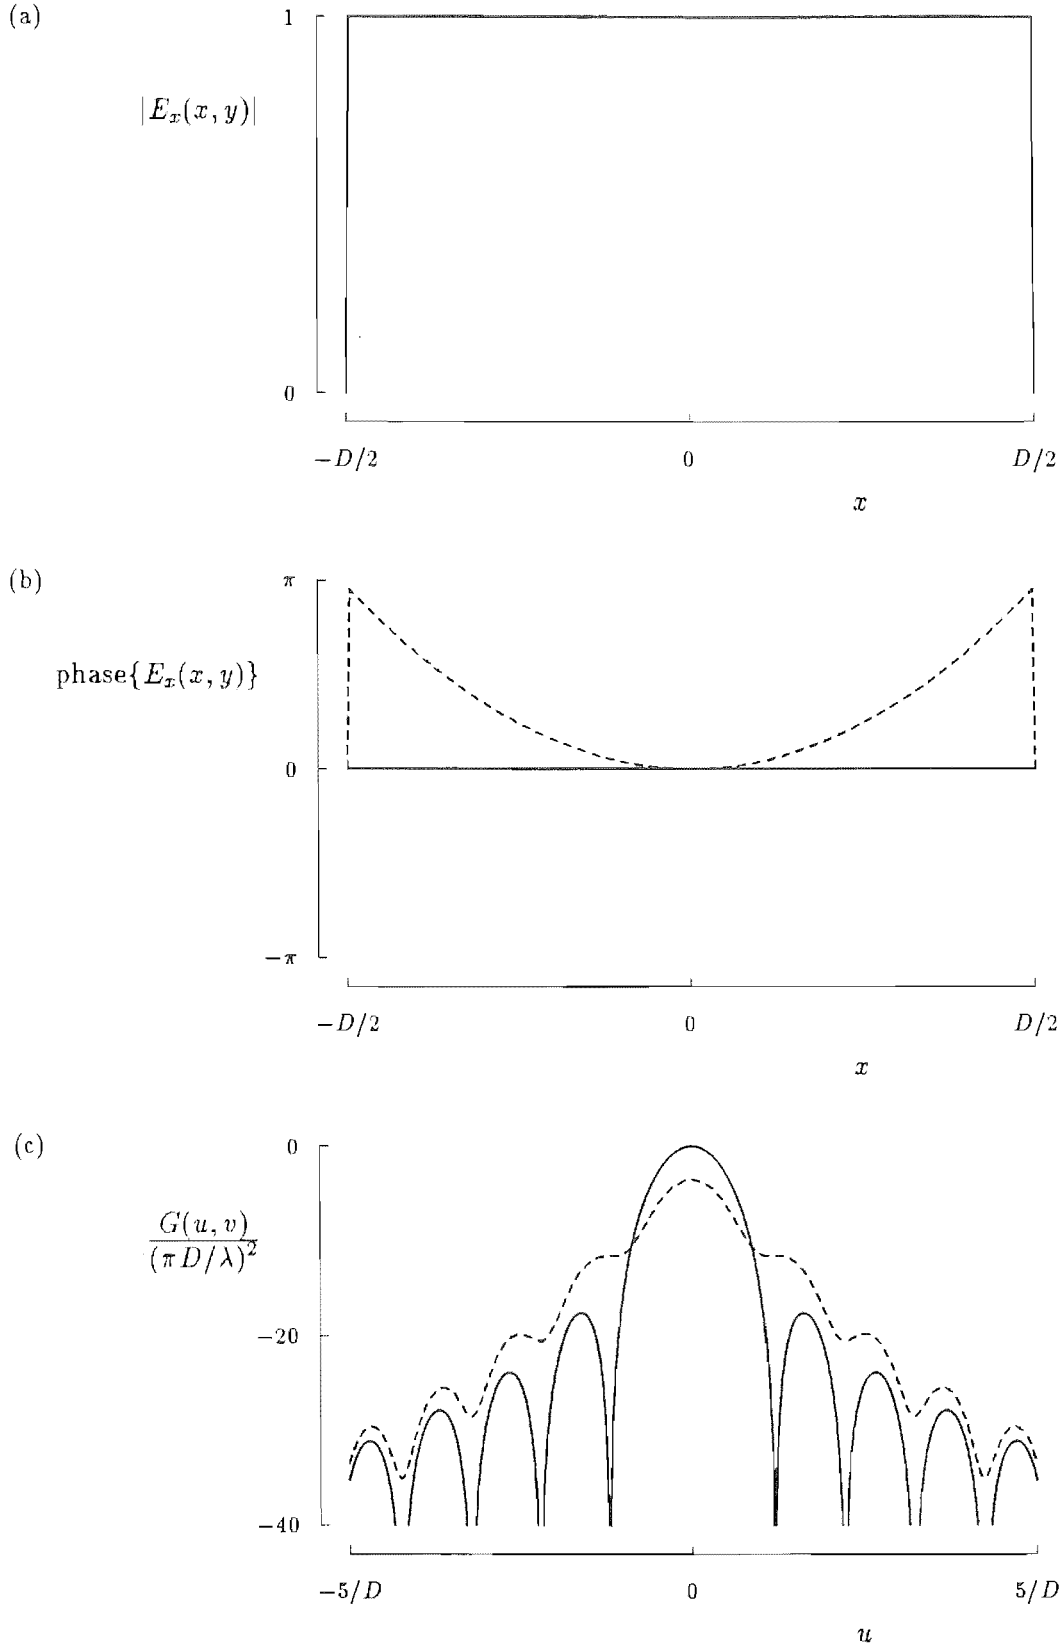 (a)
1
|E_x(x, y)|
0
−D/2 0 D/2
x
(b)
π
phase{E_x(x, y)}
0
−π
−D/2 0 D/2
x
(c)
0
G(u, v)
(πD/λ)²
−20
−40
−5/D 0 5/D
u